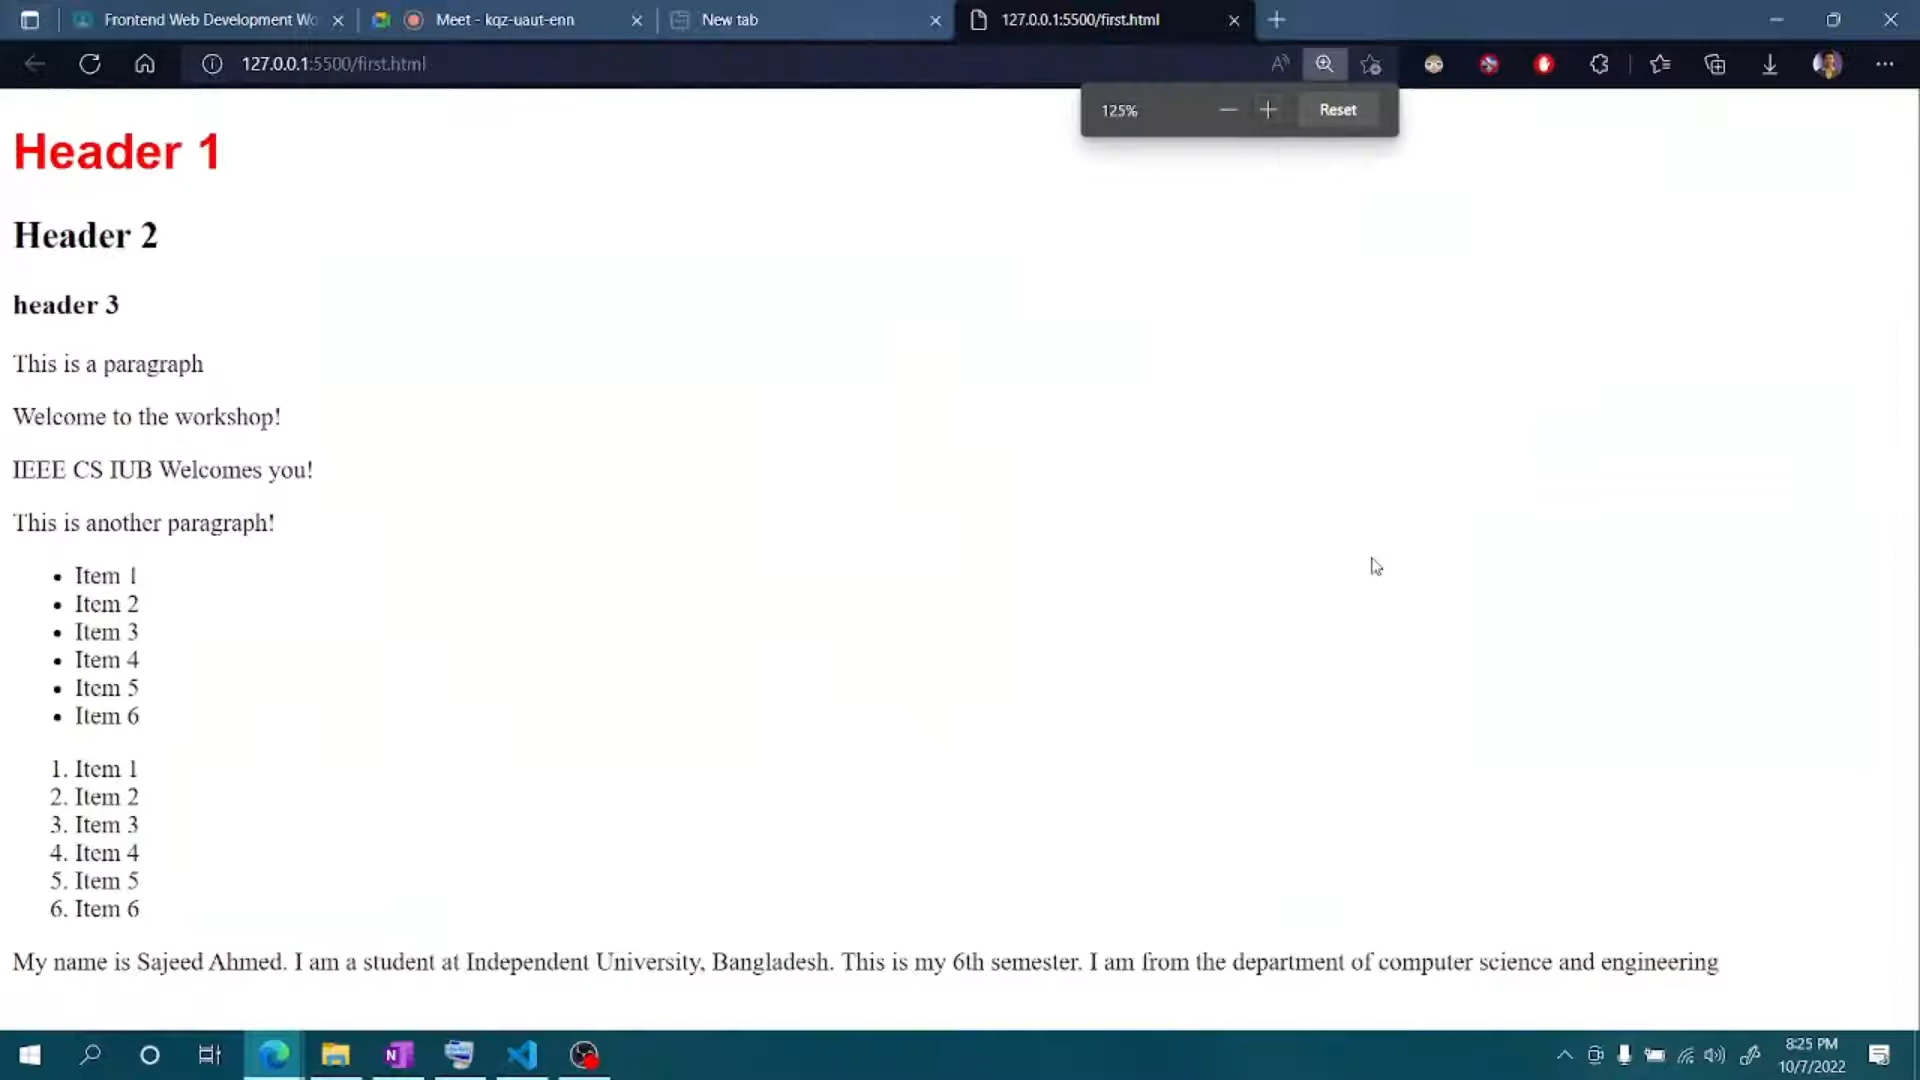 Frontend Web Development Wo
Meet - kqz-uaut-enn
New tab
127.0.0.1:5500/first.html
127.0.0.1:5500/first.html
125%
Reset
Header 1
Header 2
header 3
This is a paragraph
Welcome to the workshop!
IEEE CS IUB Welcomes you!
This is another paragraph!
• Item 1
• Item 2
• Item 3
• Item 4
• Item 5
• Item 6
1. Item 1
2. Item 2
3. Item 3
4. Item 4
5. Item 5
6. Item 6
My name is Sajeed Ahmed. I am a student at Independent University, Bangladesh. This is my 6th semester. I am from the department of computer science and engineering
8:25 PM
10/7/2022